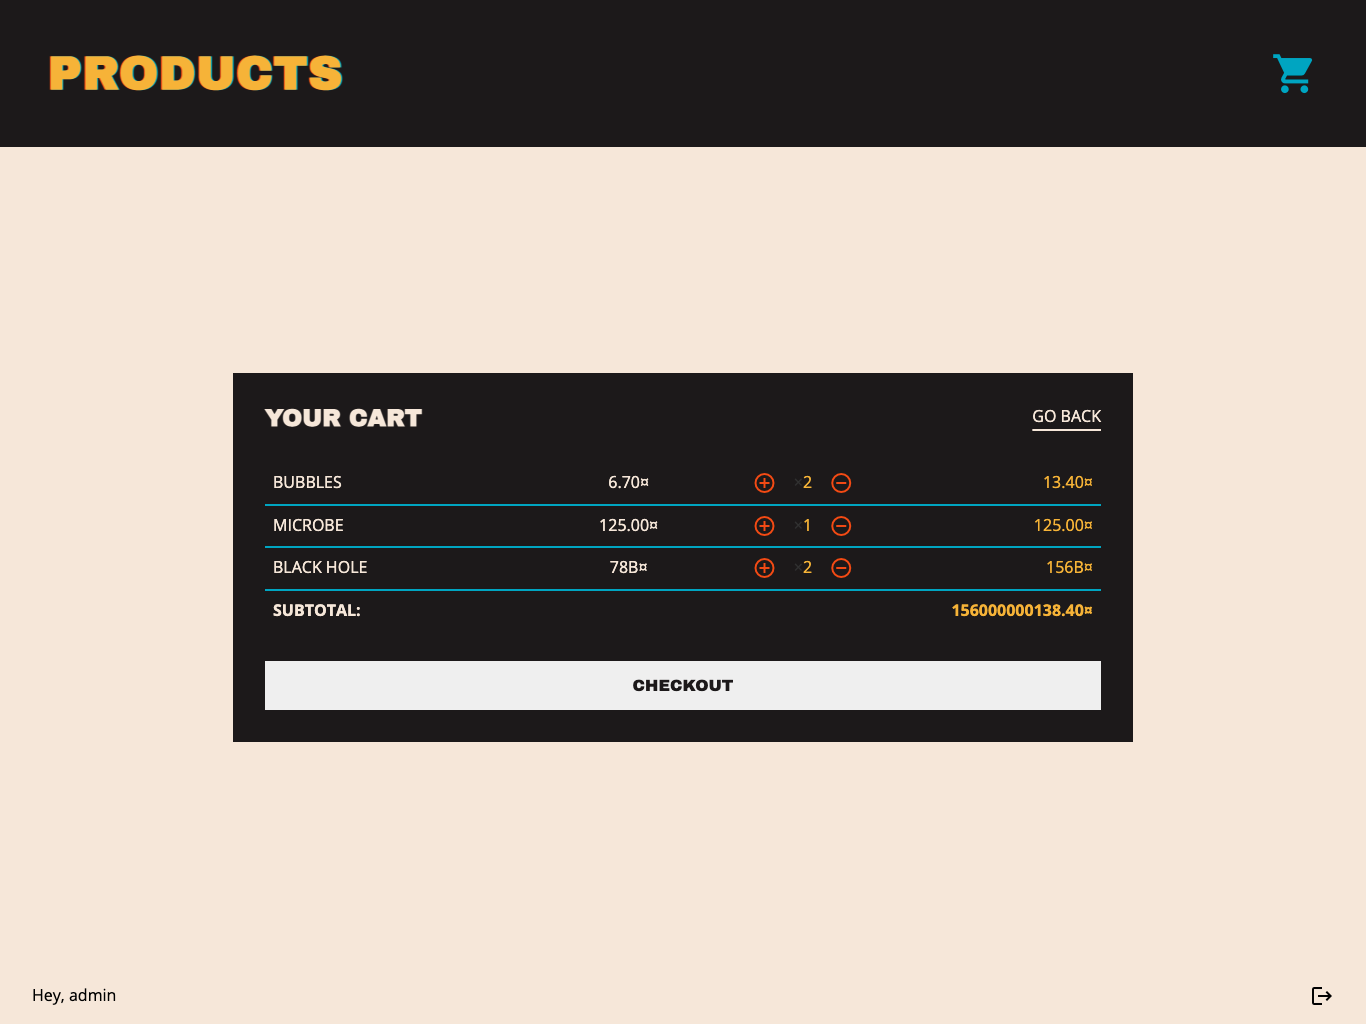 PRODUCTS
YOUR CART GO BACK
BUBBLES 6.70¤ ×2 13.40¤
MICROBE 125.00¤ ×1 125.00¤
BLACK HOLE 78B¤ ×2 156B¤
SUBTOTAL: 156000000138.40¤
CHECKOUT
Hey, admin